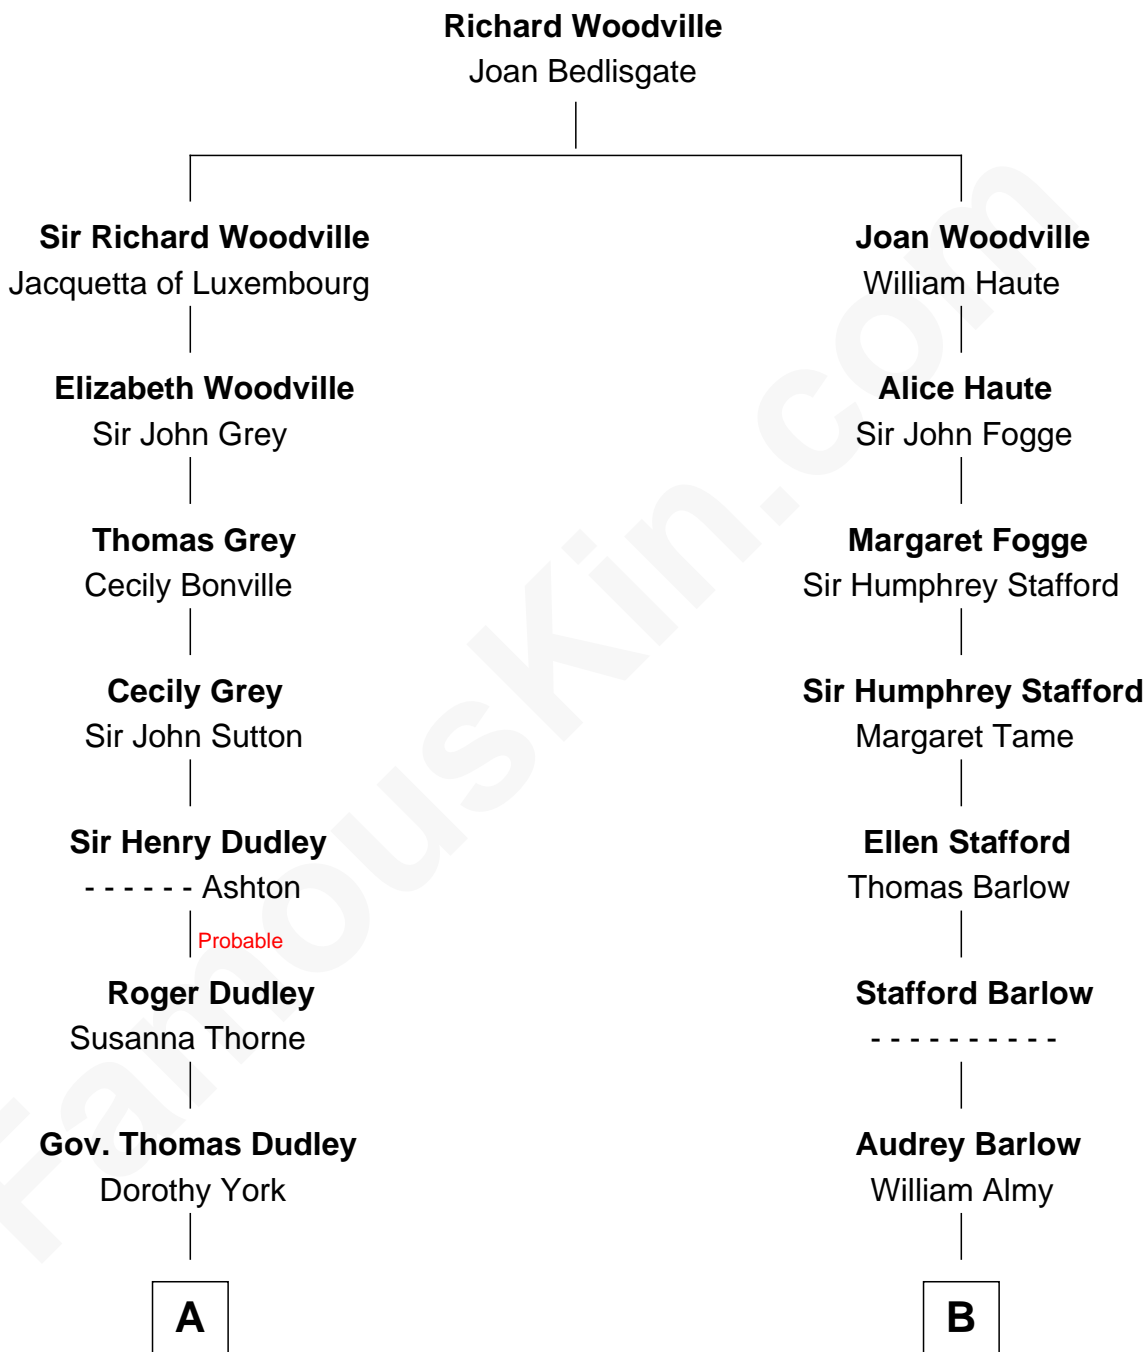 Richard Woodville
Joan Bedlisgate
Sir Richard Woodville
Jacquetta of Luxembourg
Elizabeth Woodville
Sir John Grey
Thomas Grey
Cecily Bonville
Cecily Grey
Sir John Sutton
Sir Henry Dudley
- - - - - - Ashton
Probable
Roger Dudley
Susanna Thorne
Gov. Thomas Dudley
Dorothy York
A
Joan Woodville
William Haute
Alice Haute
Sir John Fogge
Margaret Fogge
Sir Humphrey Stafford
Sir Humphrey Stafford
Margaret Tame
Ellen Stafford
Thomas Barlow
Stafford Barlow
- - - - - - - - - -
Audrey Barlow
William Almy
B
FamousKin.com